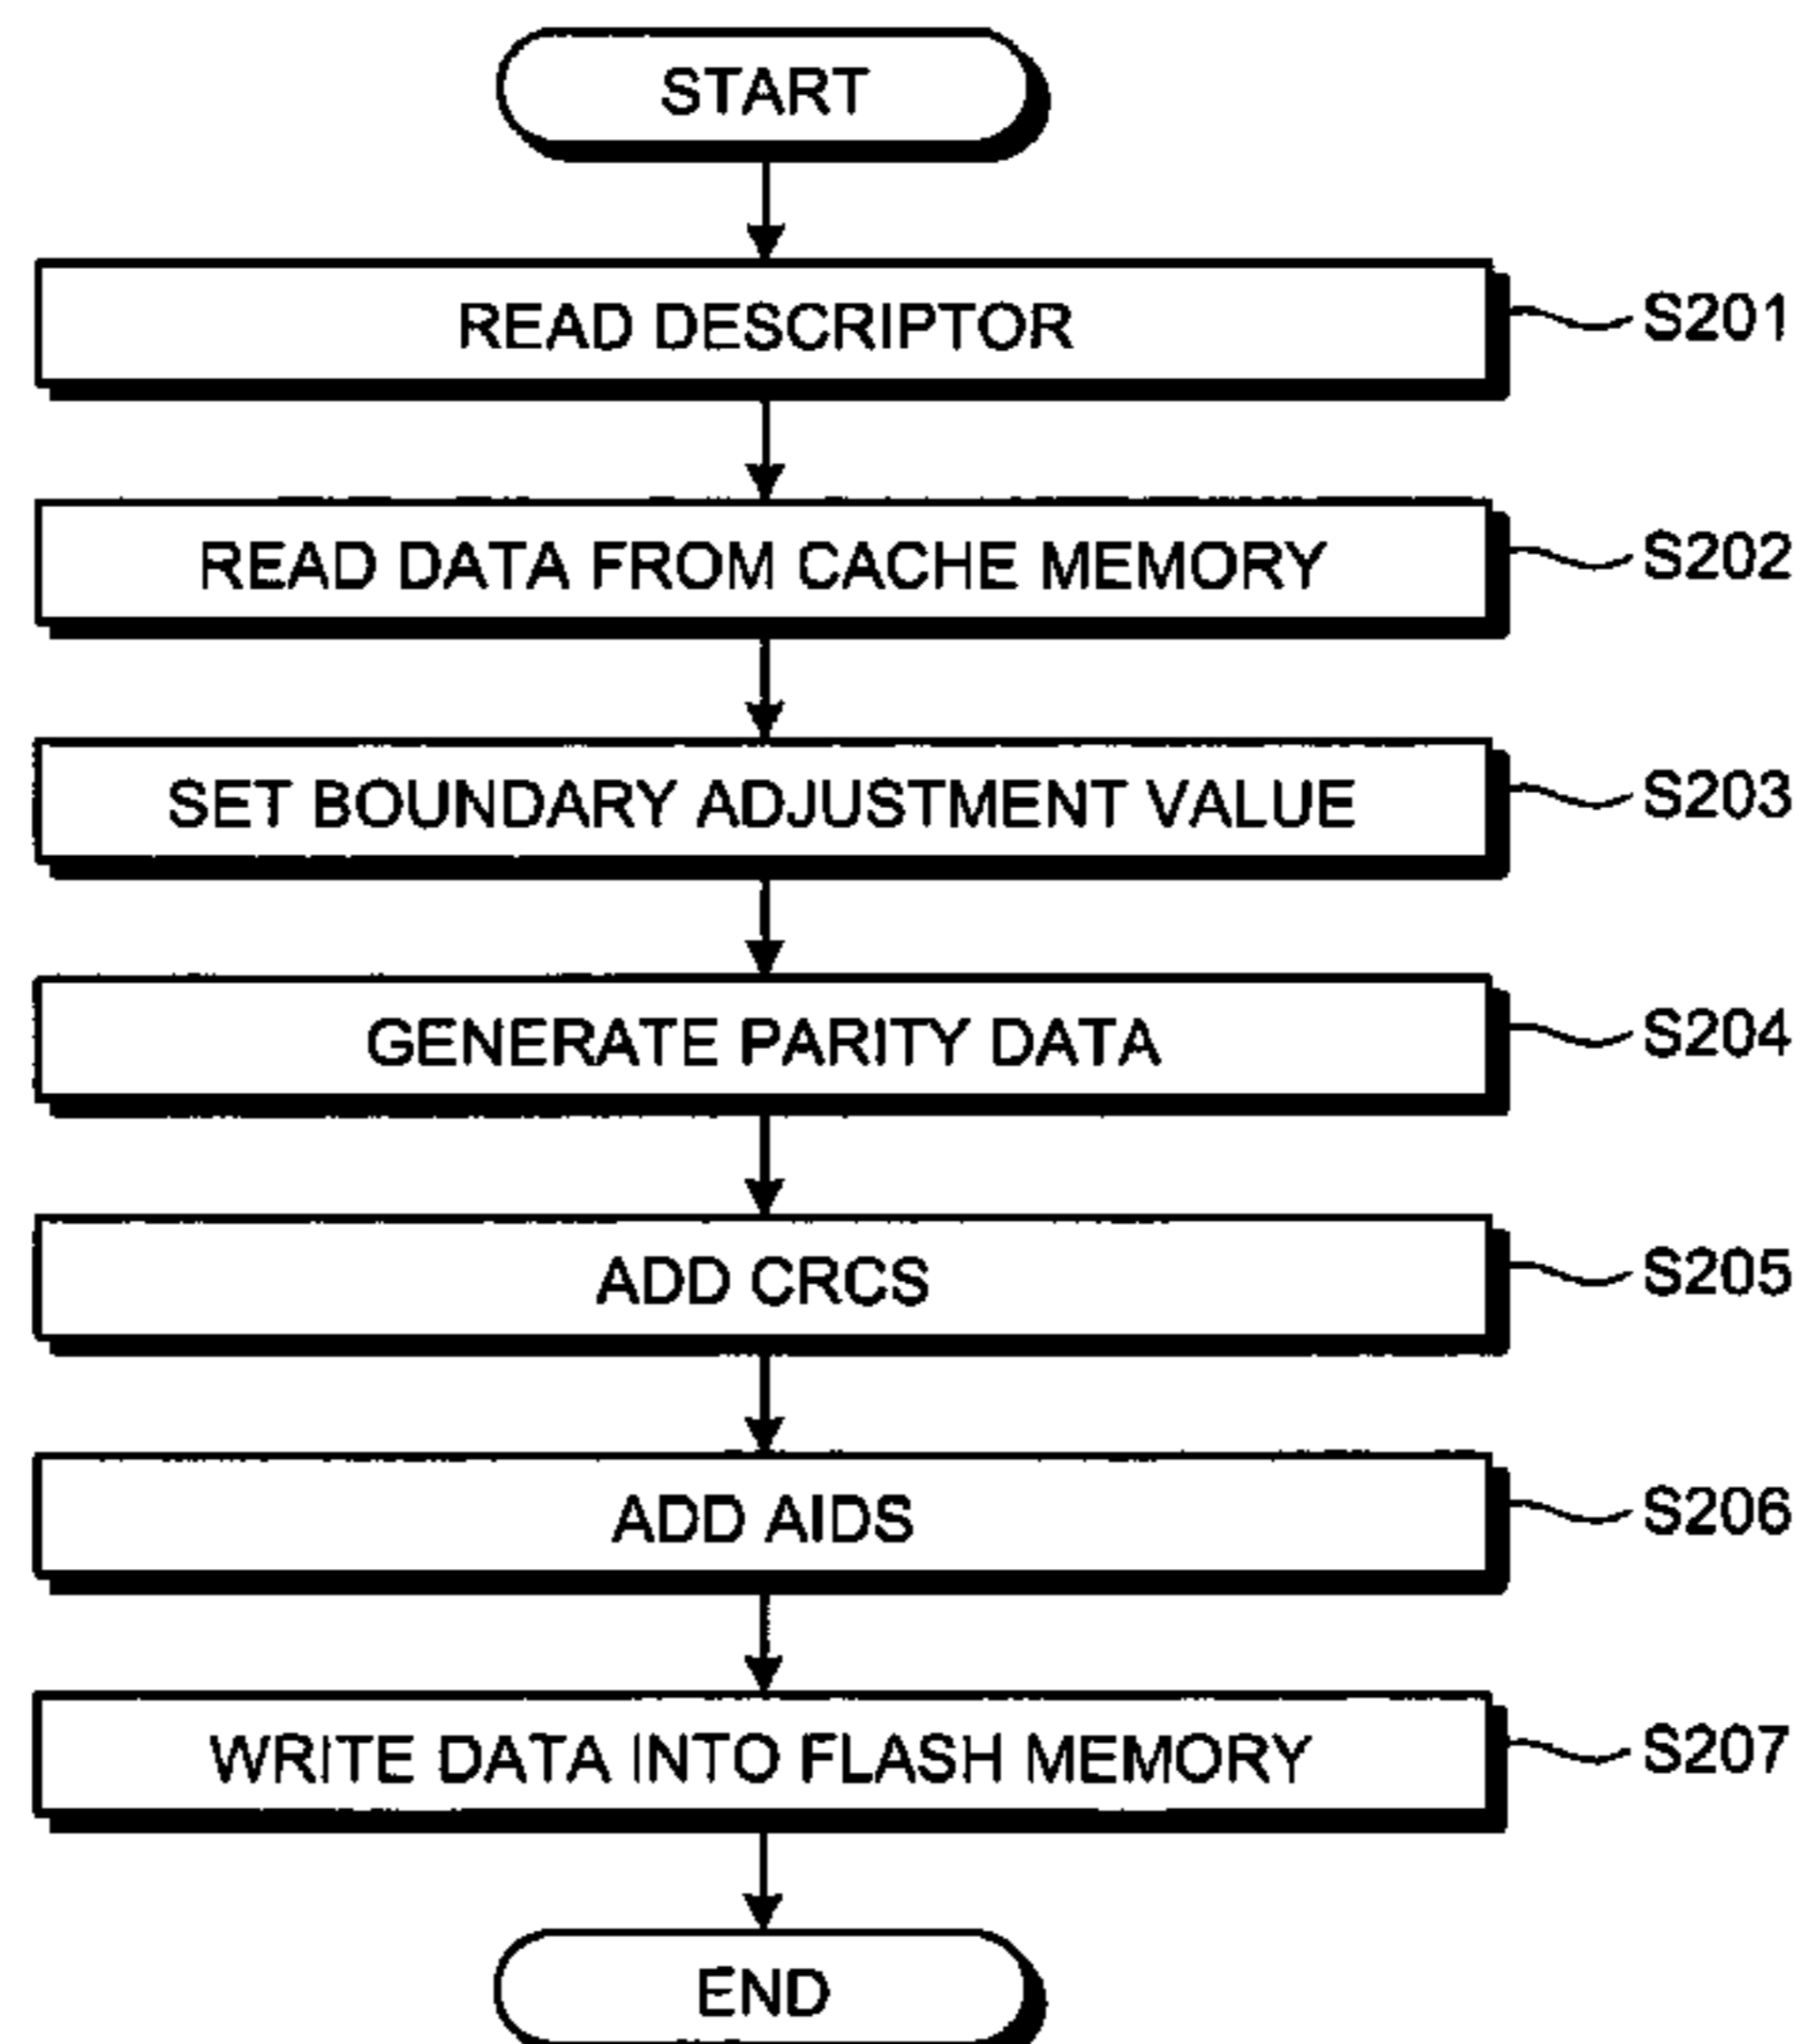 START
READ DESCRIPTOR
S201
READ DATA FROM CACHE MEMORY
S202
SET BOUNDARY ADJUSTMENT VALUE
S203
GENERATE PARITY DATA
S204
ADD CRCS
S205
ADD AIDS
S206
WRITE DATA INTO FLASH MEMORY
S207
END